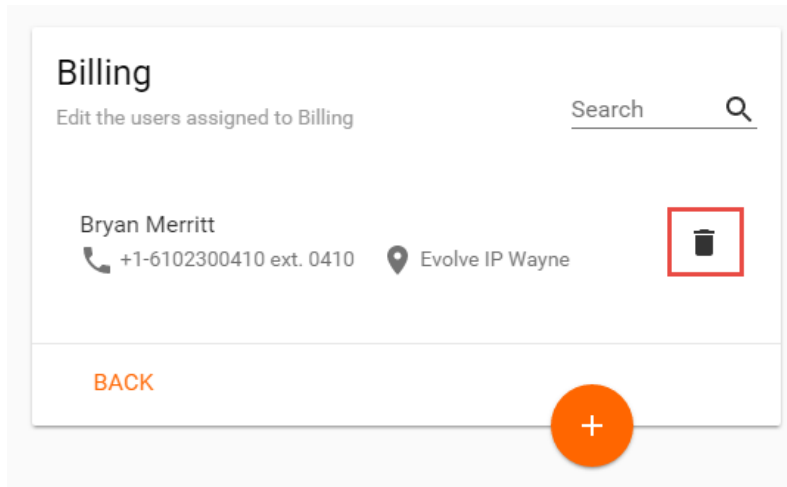 Billing
Edit the users assigned to Billing
Search
Bryan Merritt
+1-6102300410 ext. 0410 Evolve IP Wayne
BACK
+